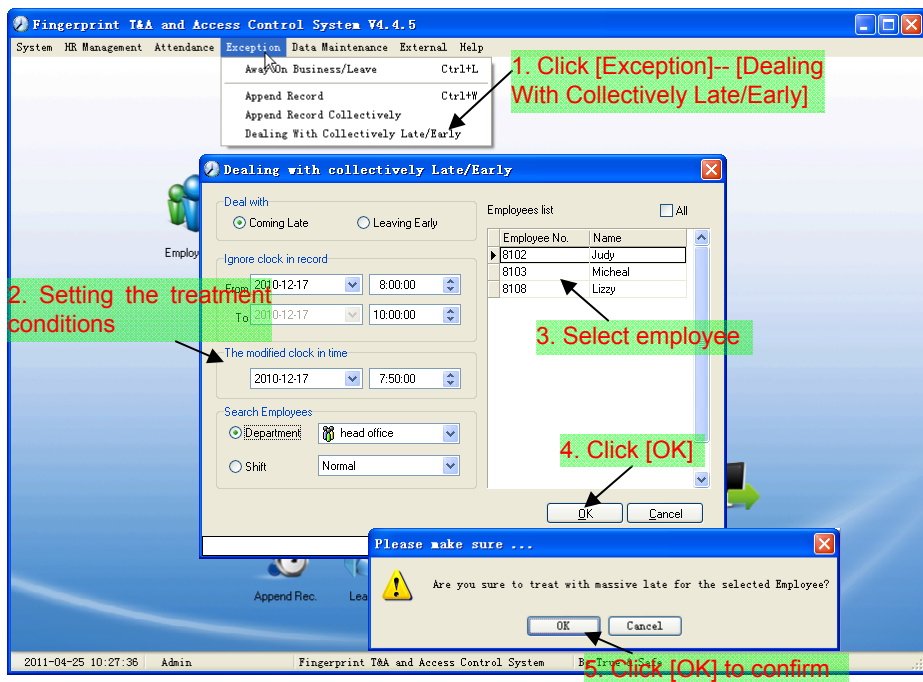 Fingerprint T&A and Access Control System V4.4.5
System HR Management Attendance Exception Data Maintenance External Help
Away On Business/Leave Ctrl+L
Append Record Ctrl+W
Append Record Collectively
Dealing With Collectively Late/Early
1. Click [Exception]-- [Dealing
With Collectively Late/Early]
Dealing with collectively Late/Early
Deal with
Coming Late Leaving Early
Employees list All
Employee No. Name
8102 Judy
8103 Micheal
8108 Lizzy
Employ
Ignore clock in record
From 2010-12-17 8:00:00
To 2010-12-17 10:00:00
2. Setting the treatment
conditions
3. Select employee
The modified clock in time
2010-12-17 7:50:00
Search Employees
Department head office
Shift Normal
4. Click [OK]
OK Cancel
Please make sure ...
Are you sure to treat with massive late for the selected Employee?
OK Cancel
Append Rec. Lea
5. Click [OK] to confirm
2011-04-25 10:27:36 Admin Fingerprint T&A and Access Control System Be True & Safe